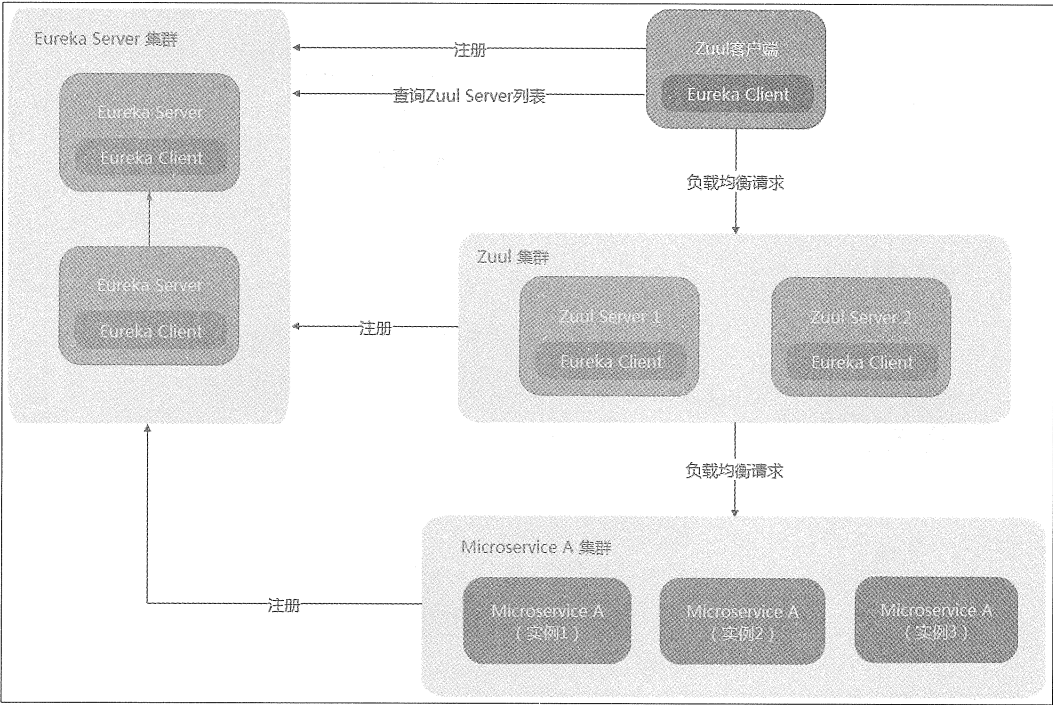 Eureka Server 集群
Eureka Server
Eureka Client
Eureka Server
Eureka Client
注册
查询Zuul Server列表
Zuul客户端
Eureka Client
负载均衡请求
Zuul 集群
Zuul Server 1
Eureka Client
Zuul Server 2
Eureka Client
注册
负载均衡请求
Microservice A 集群
Microservice A
（实例1）
Microservice A
（实例2）
Microservice A
（实例3）
注册